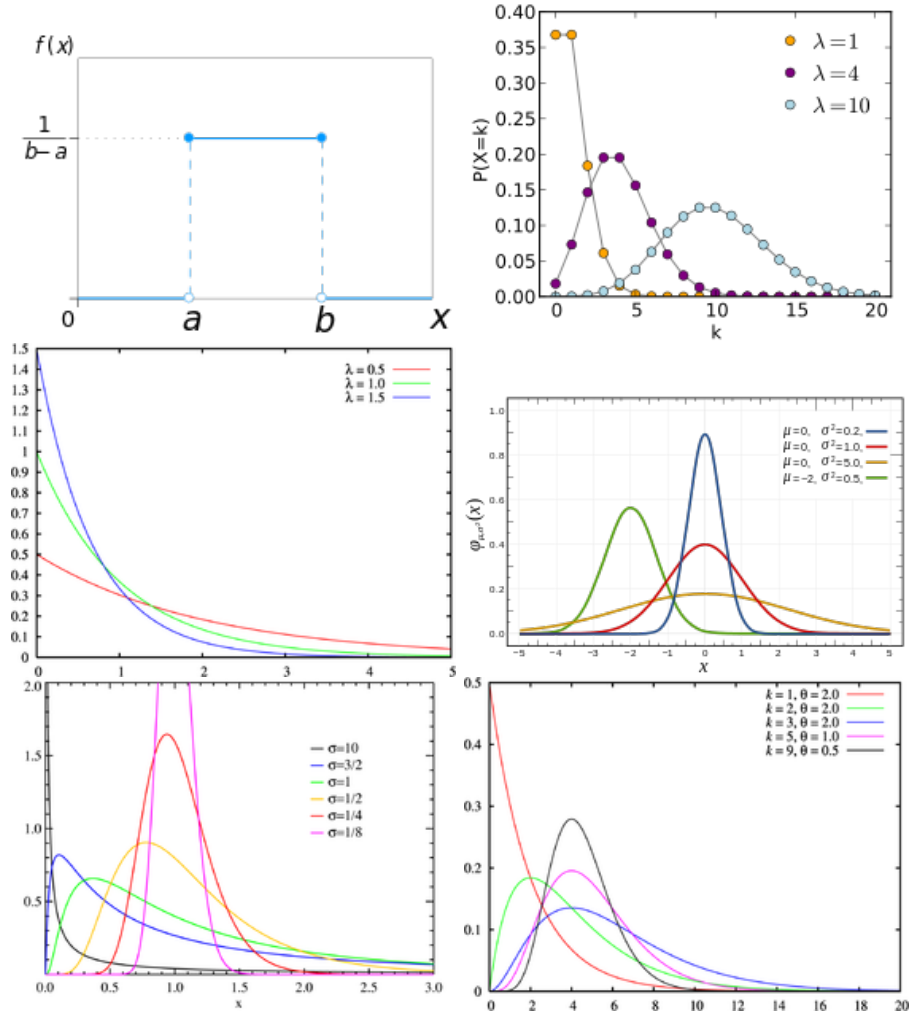 f(x)
1
b−a
0
a
b
x
0.40
0.35
0.30
0.25
0.20
0.15
0.10
0.05
0.00
P(X=k)
λ=1
λ=4
λ=10
0 5 10 15 20
k
1.5
1.4
1.3
1.2
1.1
1
0.9
0.8
0.7
0.6
0.5
0.4
0.3
0.2
0.1
0
λ = 0.5
λ = 1.0
λ = 1.5
0 1 2 3 4 5
1.0
0.8
0.6
0.4
0.2
0.0
φμ,σ²(x)
μ=0, σ²=0.2,
μ=0, σ²=1.0,
μ=0, σ²=5.0,
μ=−2, σ²=0.5,
−5 −4 −3 −2 −1 0 1 2 3 4 5
x
2.0
1.5
1.0
0.5
σ=10
σ=3/2
σ=1
σ=1/2
σ=1/4
σ=1/8
0.0 0.5 1.0 1.5 2.0 2.5 3.0
x
0.5
0.4
0.3
0.2
0.1
0
k = 1, θ = 2.0
k = 2, θ = 2.0
k = 3, θ = 2.0
k = 5, θ = 1.0
k = 9, θ = 0.5
0 2 4 6 8 10 12 14 16 18 20